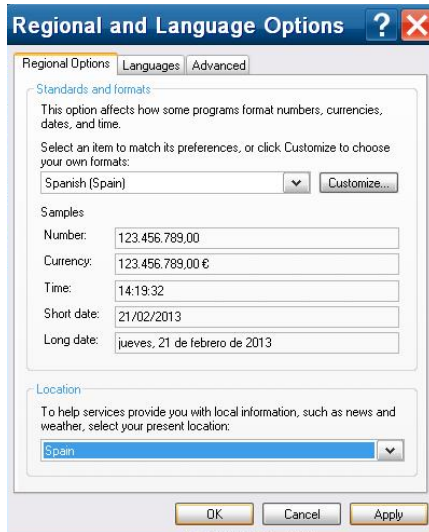 Regional and Language Options
Regional Options Languages Advanced
Standards and formats
This option affects how some programs format numbers, currencies,
dates, and time.
Select an item to match its preferences, or click Customize to choose
your own formats:
Spanish (Spain) Customize...
Samples
Number: 123.456.789,00
Currency: 123.456.789,00 €
Time: 14:19:32
Short date: 21/02/2013
Long date: jueves, 21 de febrero de 2013
Location
To help services provide you with local information, such as news and
weather, select your present location:
Spain
OK Cancel Apply